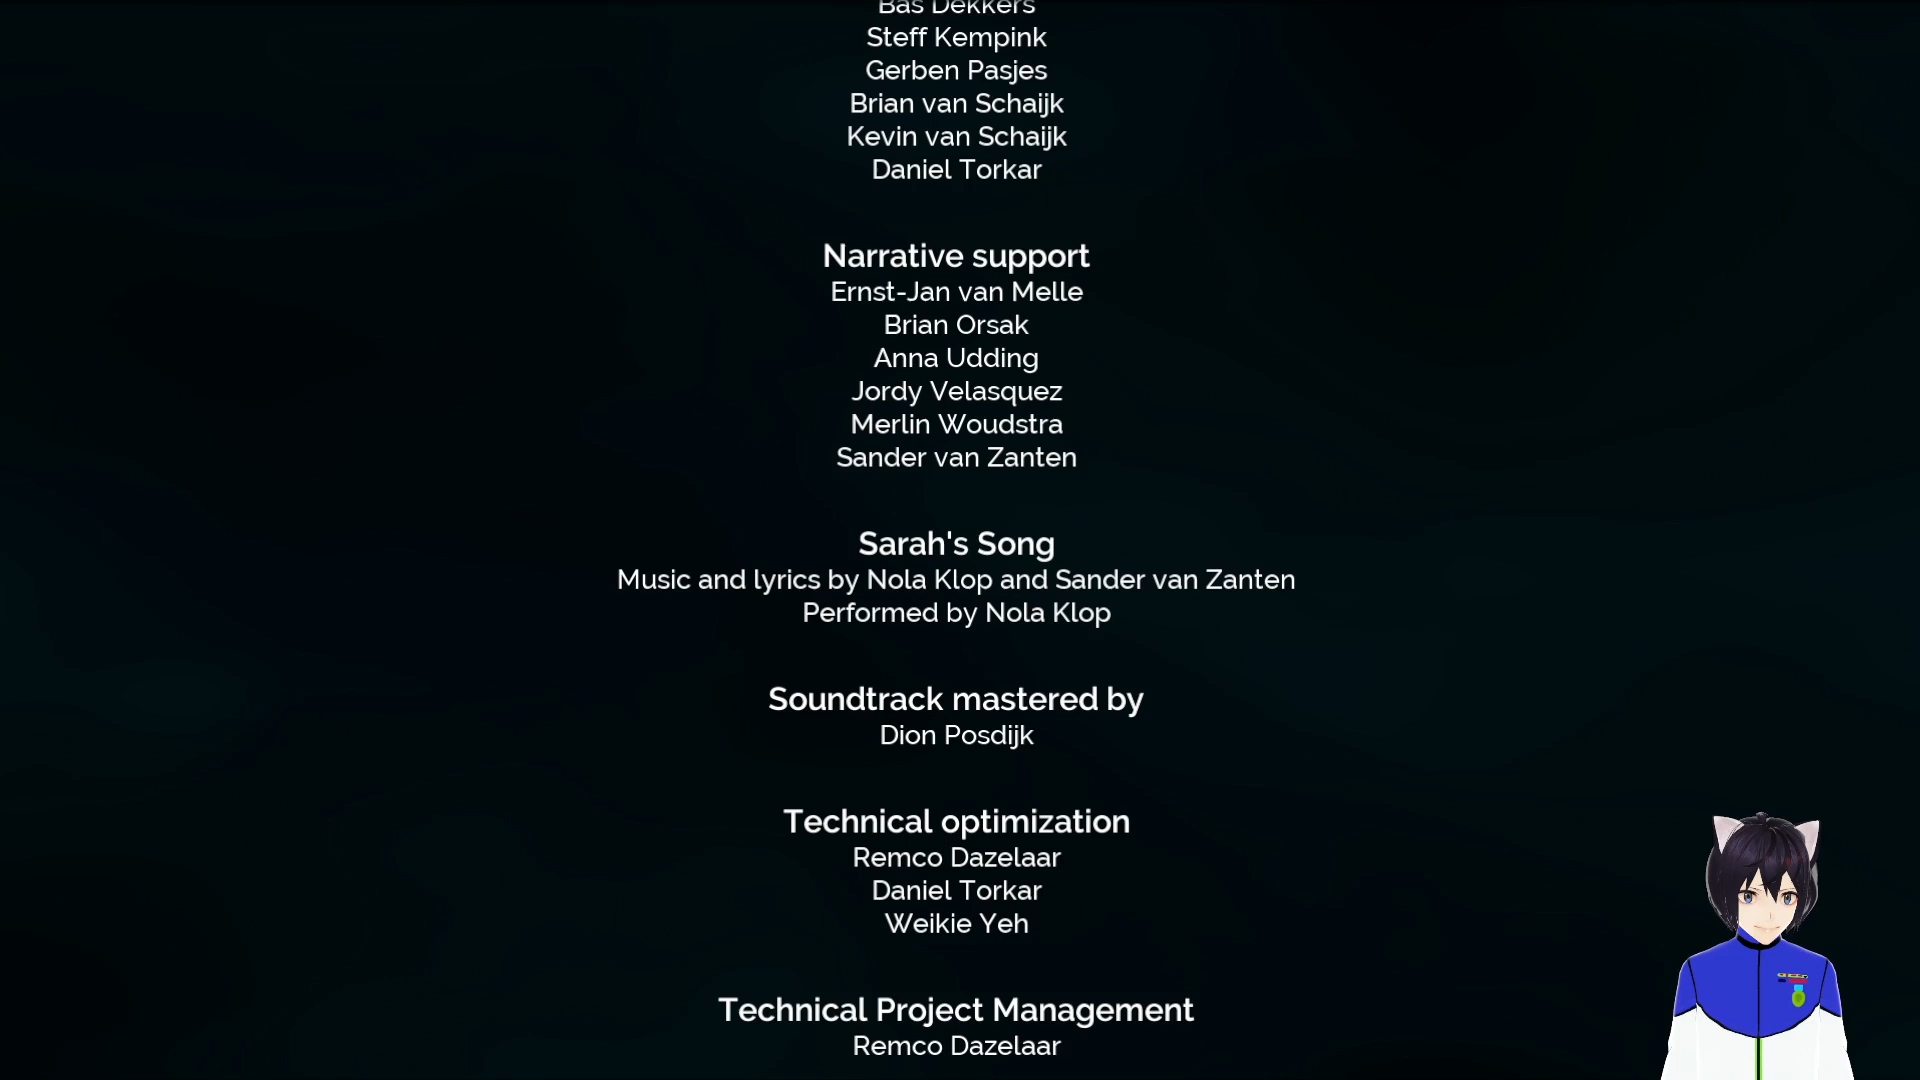 Bas Dekkers
Steff Kempink
Gerben Pasjes
Brian van Schaijk
Kevin van Schaijk
Daniel Torkar
Narrative support
Ernst-Jan van Melle
Brian Orsak
Anna Udding
Jordy Velasquez
Merlin Woudstra
Sander van Zanten
Sarah's Song
Music and lyrics by Nola Klop and Sander van Zanten
Performed by Nola Klop
Soundtrack mastered by
Dion Posdijk
Technical optimization
Remco Dazelaar
Daniel Torkar
Weikie Yeh
Technical Project Management
Remco Dazelaar